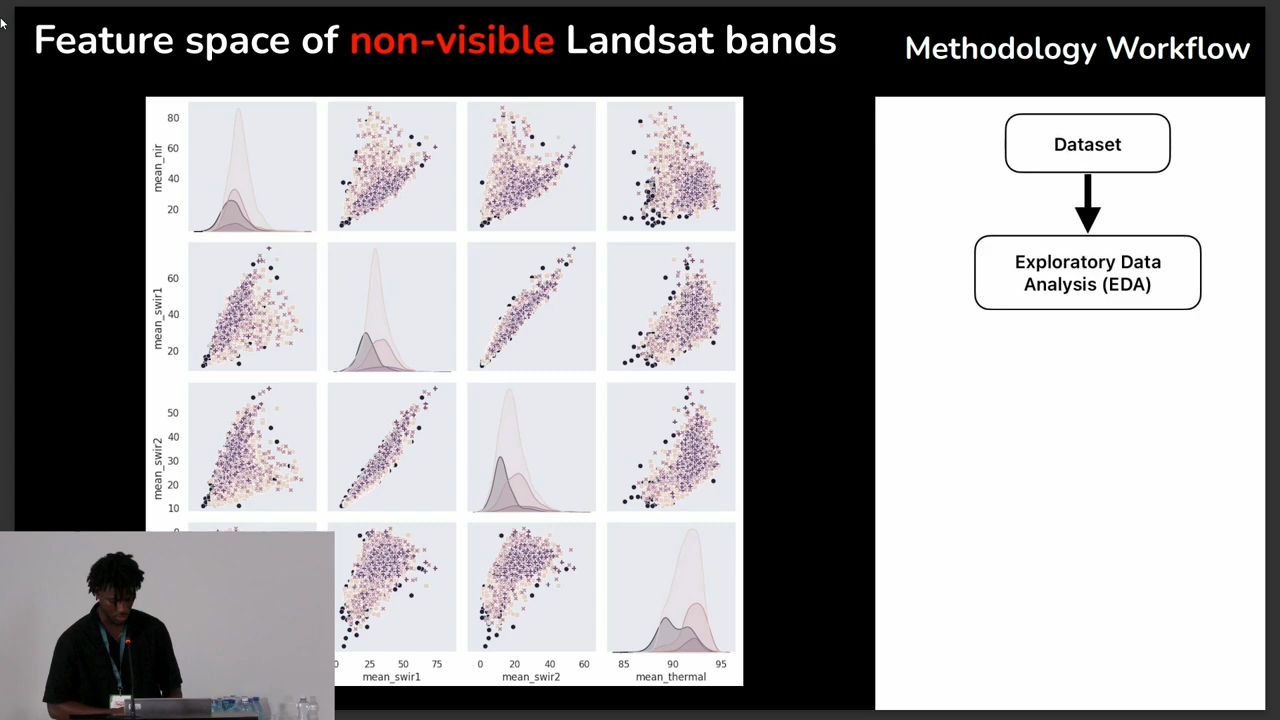 Feature space of non-visible Landsat bands
Methodology Workflow
80
60
40
20
mean_nir
60
40
20
mean_swir1
50
40
30
20
10
mean_swir2
25 50 75
mean_swir1
0 20 40 60
mean_swir2
85 90 95
mean_thermal
Dataset
Exploratory Data
Analysis (EDA)